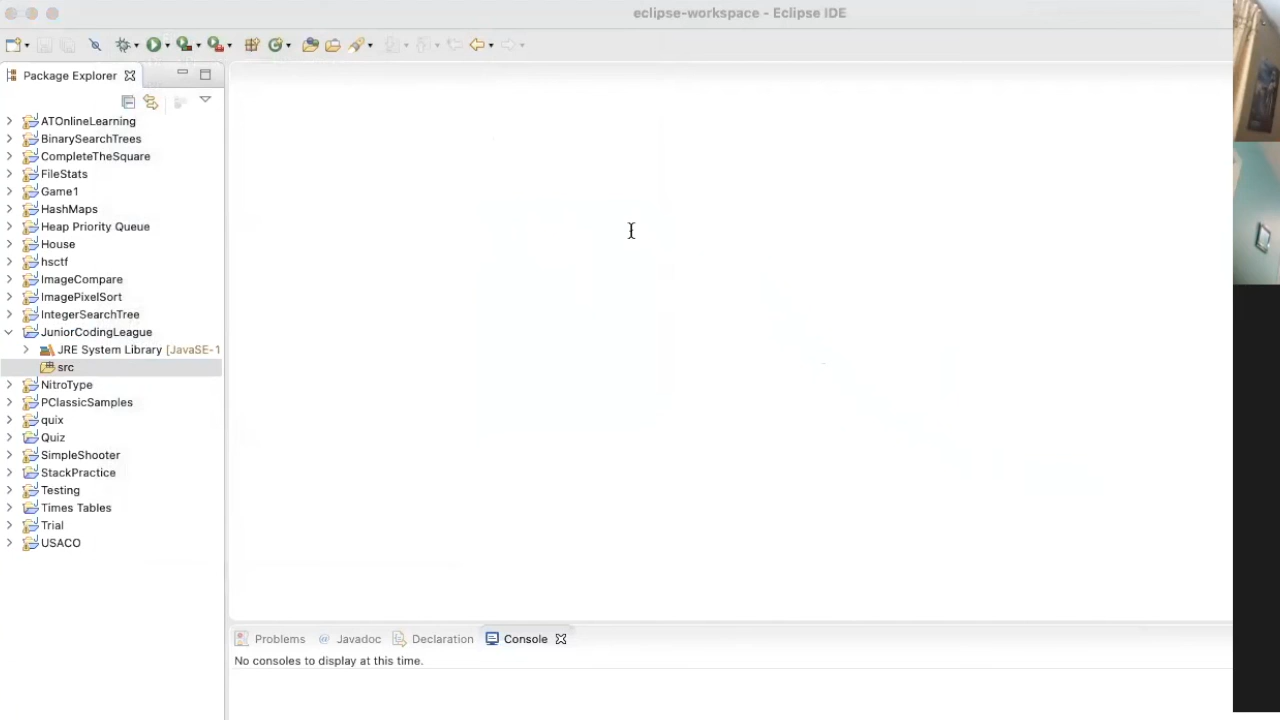 eclipse-workspace - Eclipse IDE
Package Explorer
ATOnlineLearning
BinarySearchTrees
CompleteTheSquare
FileStats
Game1
HashMaps
Heap Priority Queue
House
hsctf
ImageCompare
ImagePixelSort
IntegerSearchTree
JuniorCodingLeague
JRE System Library [JavaSE-1
src
NitroType
PClassicSamples
quix
Quiz
SimpleShooter
StackPractice
Testing
Times Tables
Trial
USACO
Problems @ Javadoc Declaration Console
No consoles to display at this time.